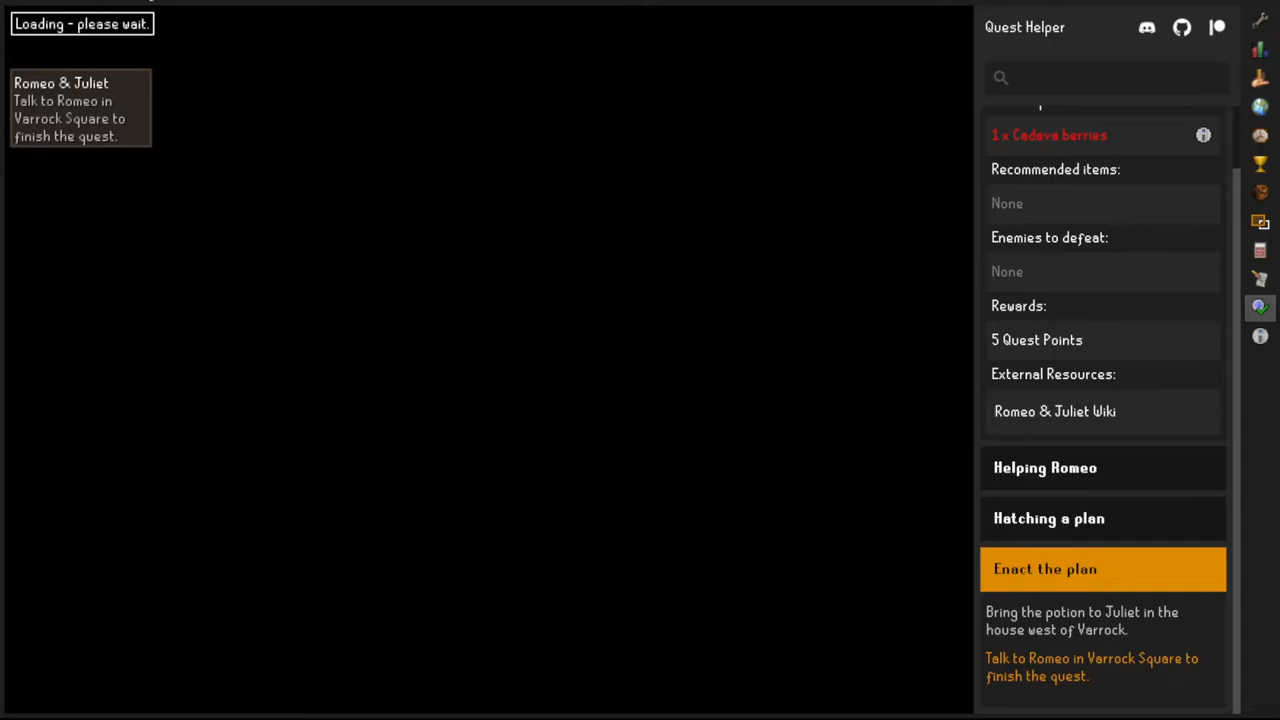 Loading - please wait.
Romeo & Juliet
Talk to Romeo in
Varrock Square to
finish the quest.
Quest Helper
1 x Cadava berries
Recommended items:
None
Enemies to defeat:
None
Rewards:
5 Quest Points
External Resources:
Romeo & Juliet Wiki
Helping Romeo
Hatching a plan
Enact the plan
Bring the potion to Juliet in the
house west of Varrock.
Talk to Romeo in Varrock Square to
finish the quest.